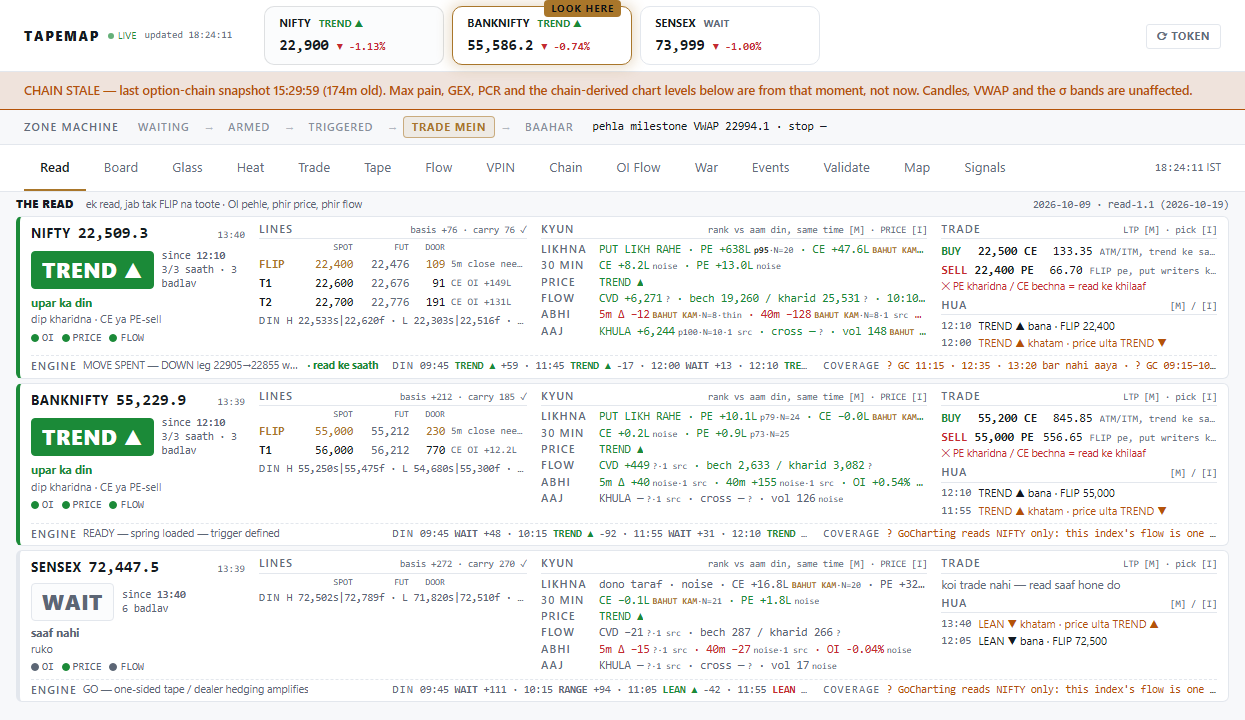 LOOK HERE
NIFTY TREND ▲
BANKNIFTY TREND ▲
SENSEX WAIT
TAPEMAP ● LIVE updated 18:24:11
22,900 ▼ -1.13%
55,586.2 ▼ -0.74%
73,999 ▼ -1.00%
⟳ TOKEN
CHAIN STALE — last option-chain snapshot 15:29:59 (174m old). Max pain, GEX, PCR and the chain-derived chart levels below are from that moment, not now. Candles, VWAP and the σ bands are unaffected.
ZONE MACHINE WAITING → ARMED → TRIGGERED → TRADE MEIN → BAAHAR pehla milestone VWAP 22994.1 · stop —
Read Board Glass Heat Trade Tape Flow VPIN Chain OI Flow War Events Validate Map Signals 18:24:11 IST
THE READ ek read, jab tak FLIP na toote · OI pehle, phir price, phir flow 2026-10-09 · read-1.1 (2026-10-19)
NIFTY 22,509.3 13:40
TREND ▲
since 12:10
3/3 saath · 3
badlav
upar ka din
dip kharidna · CE ya PE-sell
● OI ● PRICE ● FLOW
LINES basis +76 · carry 76 ✓
SPOT FUT DOOR
FLIP 22,400 22,476 109 5m close nee…
T1 22,600 22,676 91 CE OI +149L
T2 22,700 22,776 191 CE OI +131L
DIN H 22,533s|22,620f · L 22,303s|22,516f · …
KYUN rank vs aam din, same time [M] · PRICE [I]
LIKHNA PUT LIKH RAHE · PE +638L p95·N=20 · CE +47.6L BAHUT KAM…
30 MIN CE +8.2L noise · PE +13.0L noise
PRICE TREND ▲
FLOW CVD +6,271 ? · bech 19,260 / kharid 25,531 ? · 10:10…
ABHI 5m Δ −12 BAHUT KAM·N=8·thin · 40m −128 BAHUT KAM·N=8·1 src …
AAJ KHULA +6,244 p100·N=10·1 src · cross — ? · vol 148 BAHUT …
TRADE LTP [M] · pick [I]
BUY 22,500 CE 133.35 ATM/ITM, trend ke sa…
SELL 22,400 PE 66.70 FLIP pe, put writers k…
✕ PE kharidna / CE bechna = read ke khilaaf
HUA [M] / [I]
12:10 TREND ▲ bana · FLIP 22,400
12:00 TREND ▲ khatam · price ulta TREND ▼
ENGINE MOVE SPENT — DOWN leg 22905→22855 w… · read ke saath DIN 09:45 TREND ▲ +59 · 11:45 TREND ▲ -17 · 12:00 WAIT +13 · 12:10 TRE… COVERAGE ? GC 11:15 · 12:35 · 13:20 bar nahi aaya · ? GC 09:15–10…
BANKNIFTY 55,229.9 13:39
TREND ▲
since 12:10
3/3 saath · 3
badlav
upar ka din
dip kharidna · CE ya PE-sell
● OI ● PRICE ● FLOW
LINES basis +212 · carry 185 ✓
SPOT FUT DOOR
FLIP 55,000 55,212 230 5m close nee…
T1 56,000 56,212 770 CE OI +12.2L
DIN H 55,250s|55,475f · L 54,680s|55,300f · …
KYUN rank vs aam din, same time [M] · PRICE [I]
LIKHNA PUT LIKH RAHE · PE +10.1L p79·N=24 · CE −0.0L BAHUT KAM…
30 MIN CE +0.2L noise · PE +0.9L p73·N=25
PRICE TREND ▲
FLOW CVD +449 ?·1 src · bech 2,633 / kharid 3,082 ?
ABHI 5m Δ +40 noise·1 src · 40m +155 noise·1 src · OI +0.54% …
AAJ KHULA — ?·1 src · cross — ? · vol 126 noise
TRADE LTP [M] · pick [I]
BUY 55,200 CE 845.85 ATM/ITM, trend ke sa…
SELL 55,000 PE 556.65 FLIP pe, put writers k…
✕ PE kharidna / CE bechna = read ke khilaaf
HUA [M] / [I]
12:10 TREND ▲ bana · FLIP 55,000
11:55 TREND ▲ khatam · price ulta TREND ▼
ENGINE READY — spring loaded — trigger defined DIN 09:45 WAIT +48 · 10:15 TREND ▲ -92 · 11:55 WAIT +31 · 12:10 TREND … COVERAGE ? GoCharting reads NIFTY only: this index's flow is one …
SENSEX 72,447.5 13:39
WAIT
since 13:40
6 badlav
saaf nahi
ruko
● OI ● PRICE ● FLOW
LINES basis +272 · carry 270 ✓
SPOT FUT DOOR
DIN H 72,502s|72,789f · L 71,820s|72,510f · …
KYUN rank vs aam din, same time [M] · PRICE [I]
LIKHNA dono taraf · noise · CE +16.8L BAHUT KAM·N=20 · PE +32…
30 MIN CE −0.1L BAHUT KAM·N=21 · PE +1.8L noise
PRICE TREND ▲
FLOW CVD −21 ?·1 src · bech 287 / kharid 266 ?
ABHI 5m Δ −15 ?·1 src · 40m −27 noise·1 src · OI -0.04% noise
AAJ KHULA — ?·1 src · cross — ? · vol 17 noise
TRADE LTP [M] · pick [I]
koi trade nahi — read saaf hone do
HUA [M] / [I]
13:40 LEAN ▼ khatam · price ulta TREND ▲
12:05 LEAN ▼ bana · FLIP 72,500
ENGINE GO — one-sided tape / dealer hedging amplifies DIN 09:45 WAIT +111 · 10:15 RANGE +94 · 11:05 LEAN ▲ -42 · 11:55 LEAN … COVERAGE ? GoCharting reads NIFTY only: this index's flow is one …